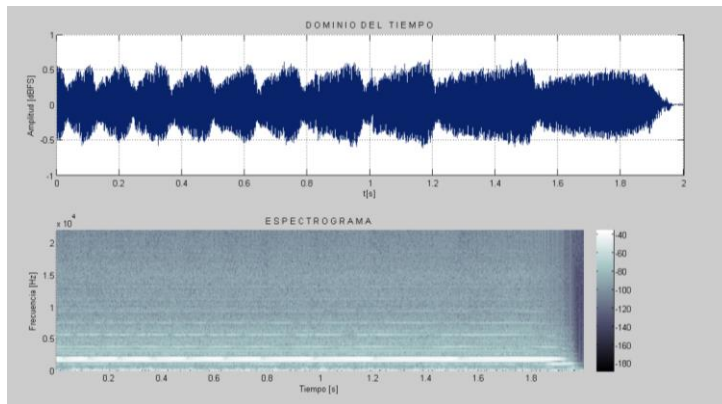 DOMINIO DEL TIEMPO
1
0.5
0
-0.5
-1
Amplitud [dBFS]
0 0.2 0.4 0.6 0.8 1 1.2 1.4 1.6 1.8 2
t[s]
ESPECTROGRAMA
x 10^4
2
1.5
1
0.5
0
Frecuencia [Hz]
0.2 0.4 0.6 0.8 1 1.2 1.4 1.6 1.8
Tiempo [s]
-40
-60
-80
-100
-120
-140
-160
-180